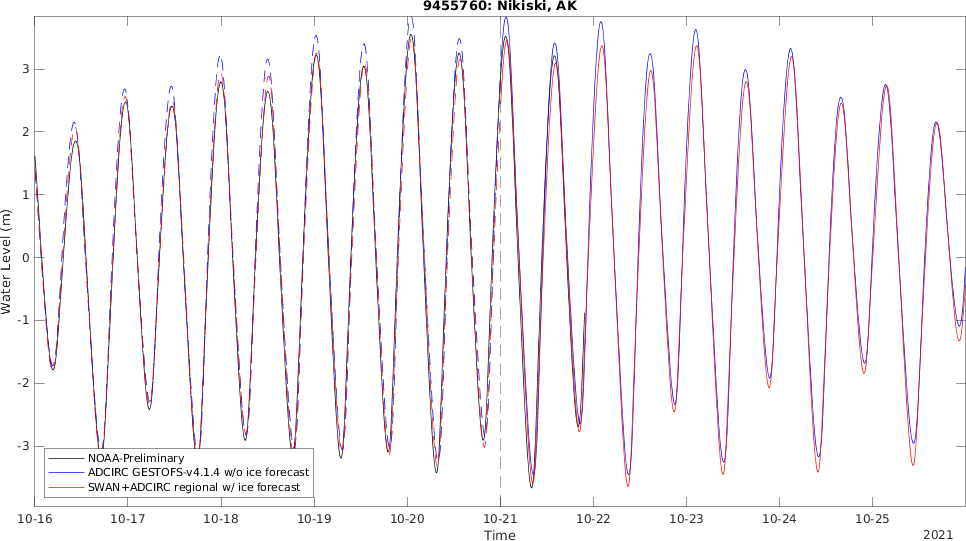 9455760: Nikiski, AK
3
2
1
0
-1
-2
-3
Water Level (m)
NOAA-Preliminary
ADCIRC GESTOFS-v4.1.4 w/o ice forecast
SWAN+ADCIRC regional w/ ice forecast
10-16 10-17 10-18 10-19 10-20 10-21 10-22 10-23 10-24 10-25
Time
2021